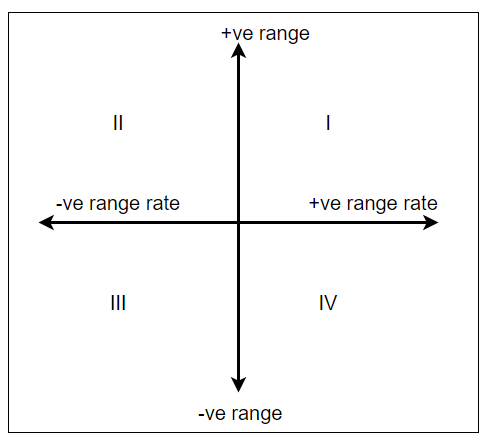 +ve range
II
I
-ve range rate
+ve range rate
III
IV
-ve range